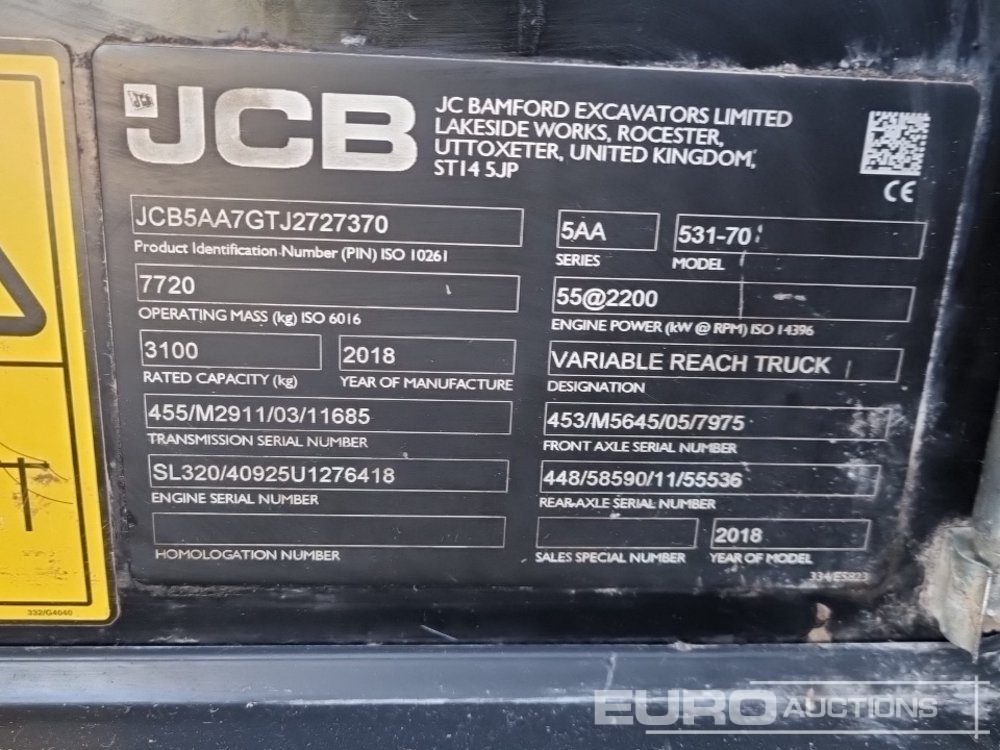 JCB
JC BAMFORD EXCAVATORS LIMITED
LAKESIDE WORKS, ROCESTER,
UTTOXETER, UNITED KINGDOM,
ST14 5JP
CE
JCB5AA7GTJ2727370
Product Identification Number (PIN) ISO 10261
5AA
SERIES
531-70
MODEL
7720
OPERATING MASS (kg) ISO 6016
55@2200
ENGINE POWER (kW @ RPM) ISO 14396
3100
RATED CAPACITY (kg)
2018
YEAR OF MANUFACTURE
VARIABLE REACH TRUCK
DESIGNATION
455/M2911/03/11685
TRANSMISSION SERIAL NUMBER
453/M5645/05/7975
FRONT AXLE SERIAL NUMBER
SL320/40925U1276418
ENGINE SERIAL NUMBER
448/58590/11/55536
REAR AXLE SERIAL NUMBER
HOMOLOGATION NUMBER
SALES SPECIAL NUMBER
2018
YEAR OF MODEL
332/G4040
EURO AUCTIONS